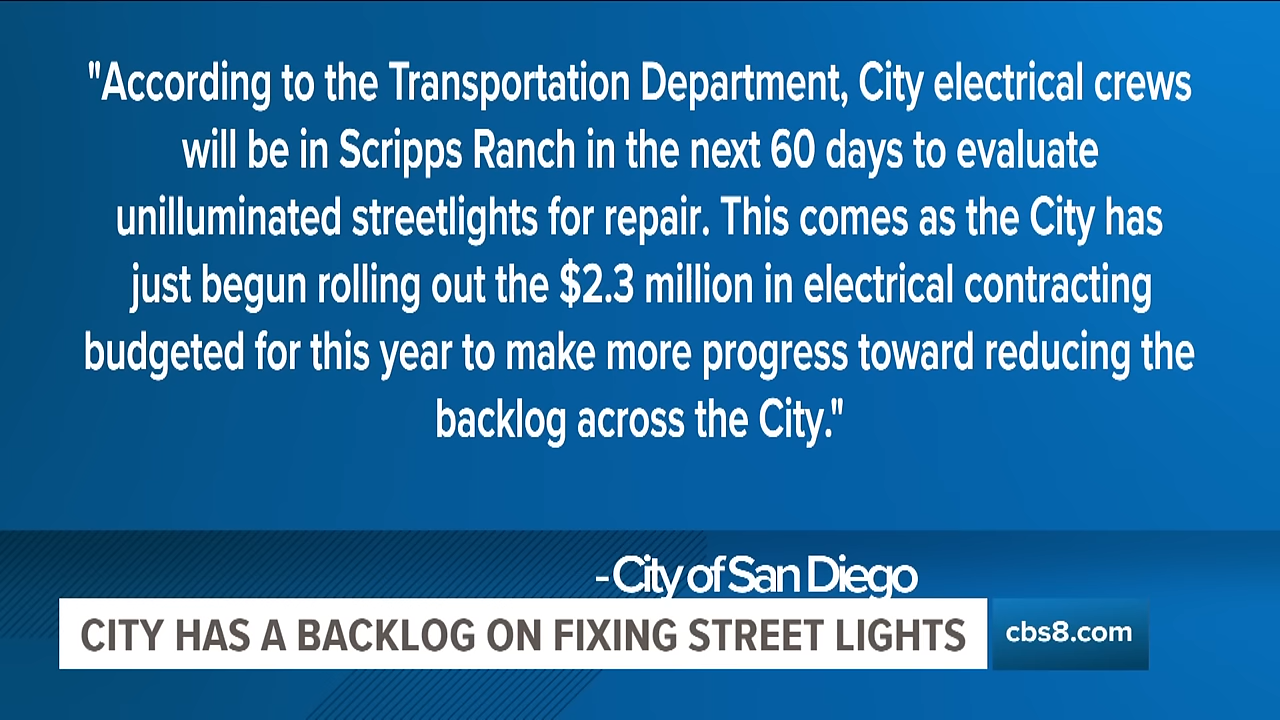 "According to the Transportation Department, City electrical crews
will be in Scripps Ranch in the next 60 days to evaluate
unilluminated streetlights for repair. This comes as the City has
just begun rolling out the $2.3 million in electrical contracting
budgeted for this year to make more progress toward reducing the
backlog across the City."
- City of San Diego
CITY HAS A BACKLOG ON FIXING STREET LIGHTS
cbs8.com